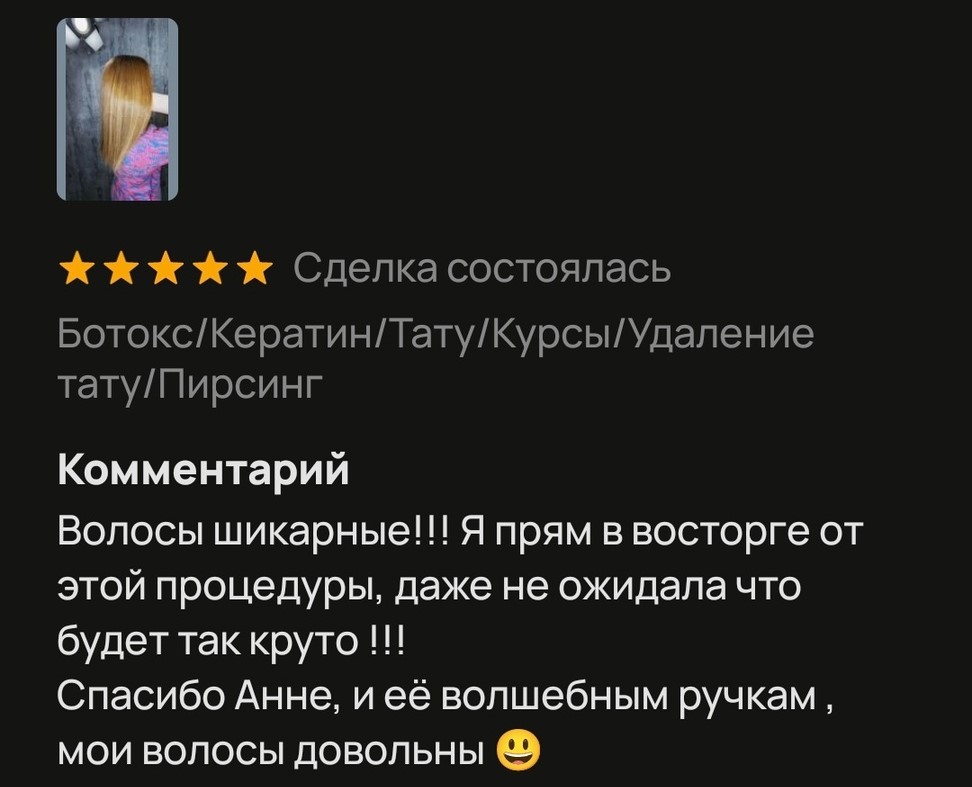 Сделка состоялась
Ботокс/Кератин/Тату/Курсы/Удаление
тату/Пирсинг
Комментарий
Волосы шикарные!!! Я прям в восторге от
этой процедуры, даже не ожидала что
будет так круто !!!
Спасибо Анне, и её волшебным ручкам ,
мои волосы довольны 😃